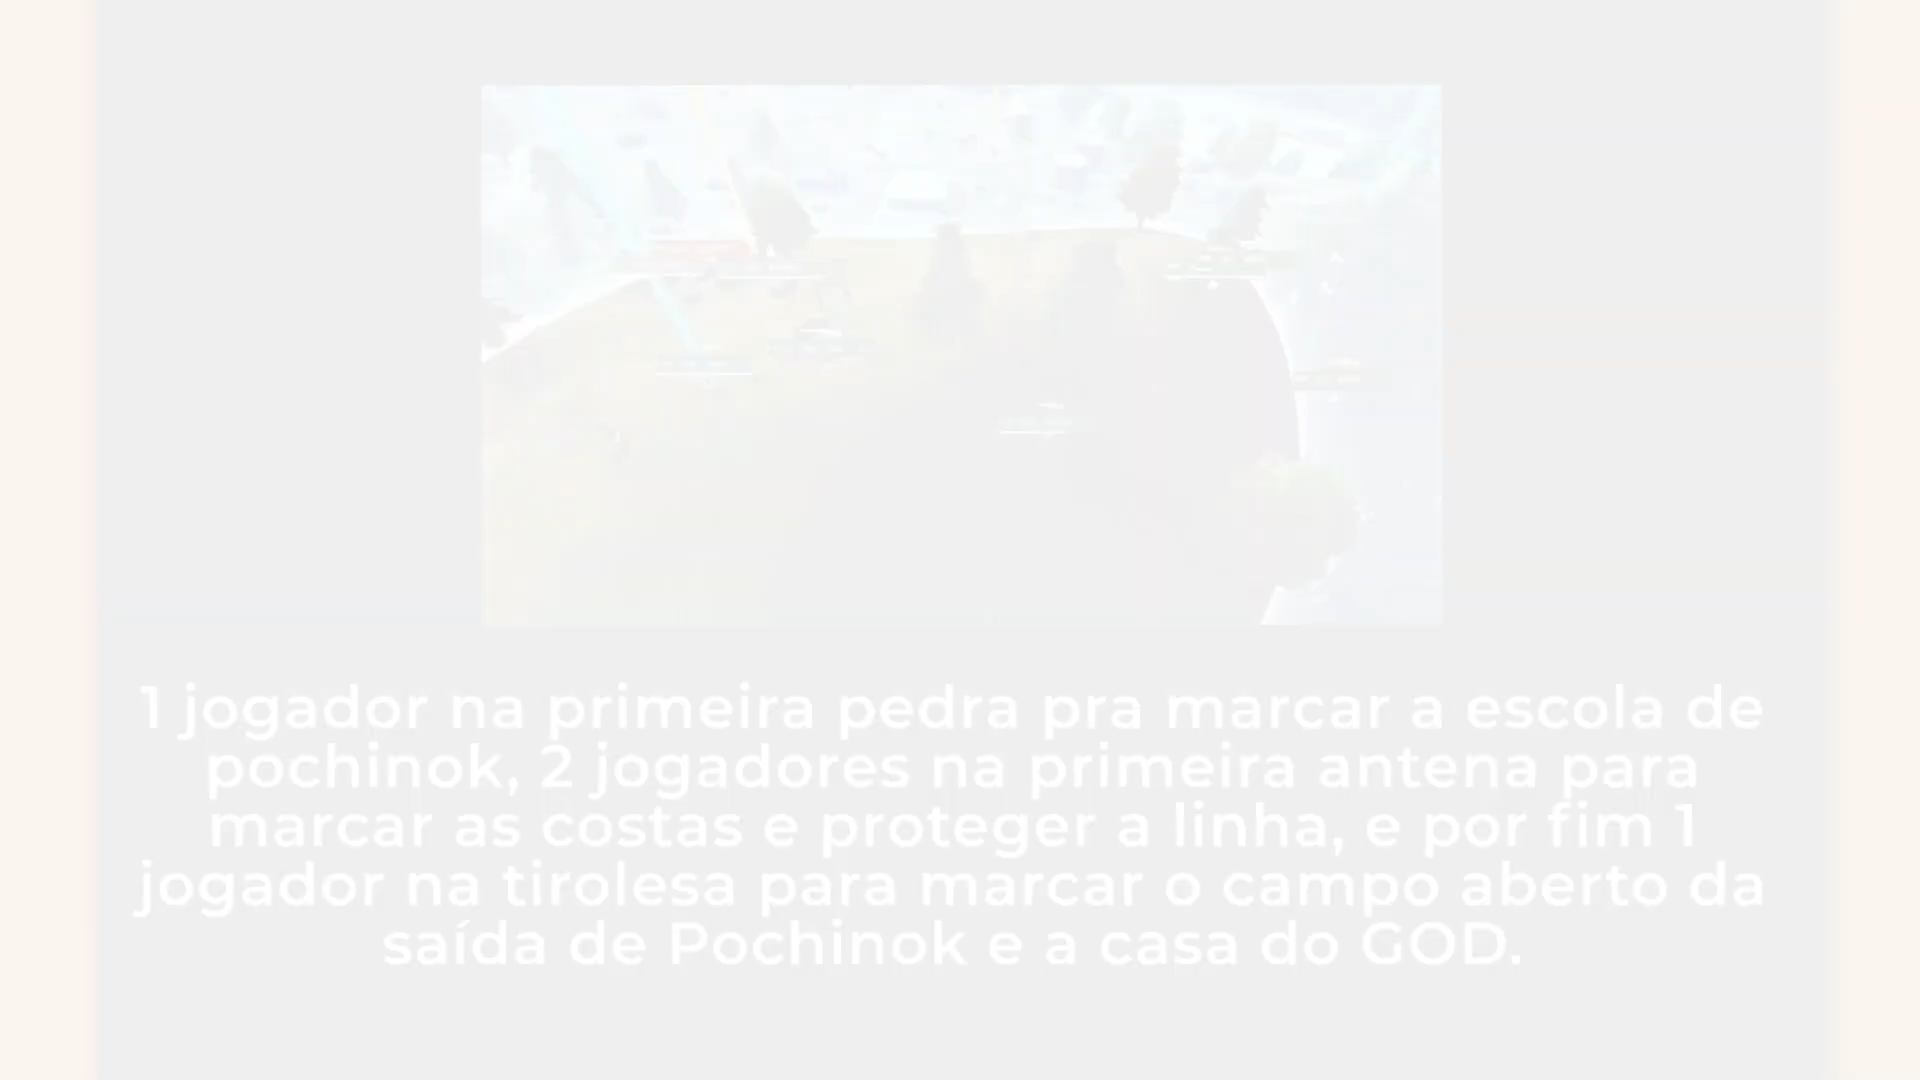 1 jogador na primeira pedra pra marcar a escola de
pochinok, 2 jogadores na primeira antena para
marcar as costas e proteger a linha, e por fim 1
jogador na tirolesa para marcar o campo aberto da
saída de Pochinok e a casa do GOD.